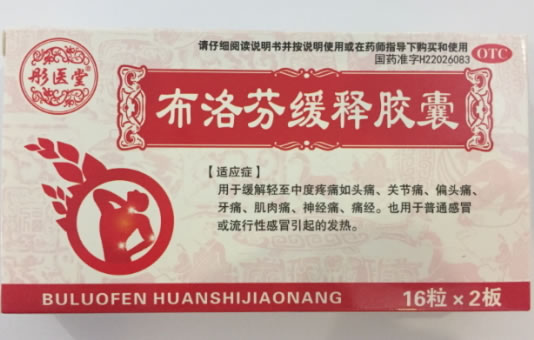 请仔细阅读说明书并按说明使用或在药师指导下购买和使用
国药准字H22026083
OTC
彤医堂
布洛芬缓释胶囊
【适应症】
用于缓解轻至中度疼痛如头痛、关节痛、偏头痛、
牙痛、肌肉痛、神经痛、痛经。也用于普通感冒
或流行性感冒引起的发热。
BULUOFEN HUANSHIJIAONANG
16粒×2板